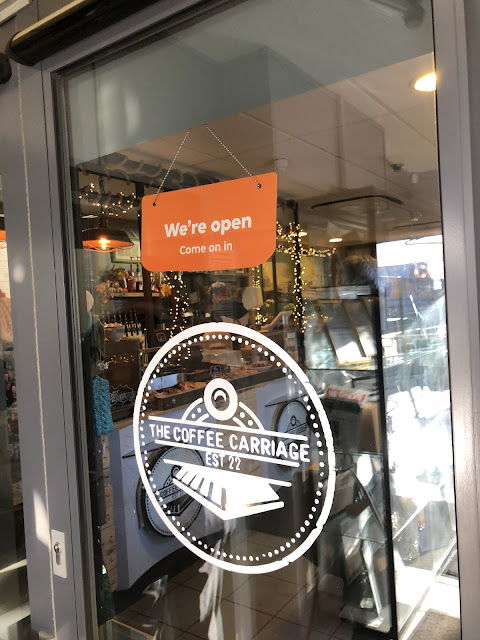 We're open
Come on in
THE COFFEE CARRIAGE
EST 22